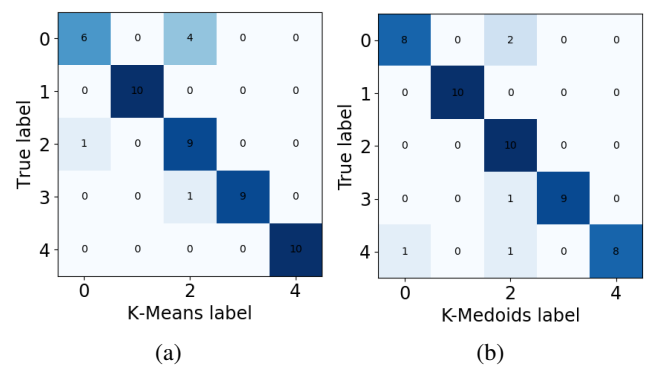 0 6 0 4 0 0
1 0 10 0 0 0
2 1 0 9 0 0
3 0 0 1 9 0
4 0 0 0 0 10
True label
0 2 4
K-Means label
(a)
0 8 0 2 0 0
1 0 10 0 0 0
2 0 0 10 0 0
3 0 0 1 9 0
4 1 0 1 0 8
True label
0 2 4
K-Medoids label
(b)